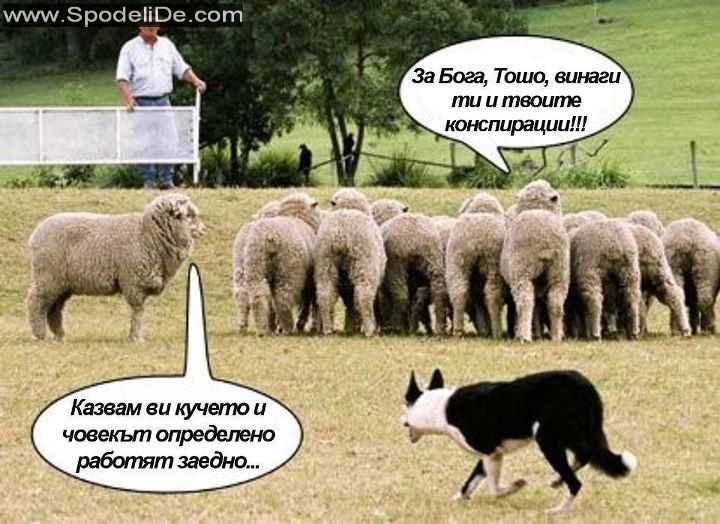 www.SpodeliDe.com
За Бога, Тошо, винаги
ти и твоите
конспирации!!!
Казвам ви кучето и
човекът определено
работят заедно...